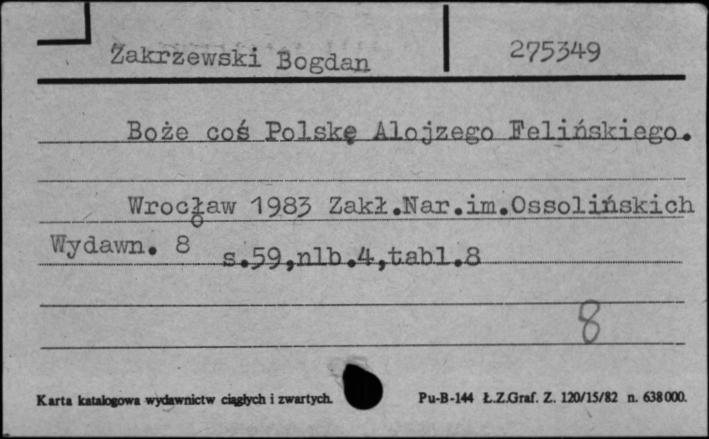 Zakrzewski Bogdan
275349
Boże coś Polskę Alojzego Felińskiego.
Wrocław 1983 Zakł.Nar.im.Ossolińskich
Wydawn. 8° s.59,nlb.4,tabl.8
8
Karta katalogowa wydawnictw ciągłych i zwartych.
Pu-B-144 Ł.Z.Graf. Z. 120/15/82 n. 638000.